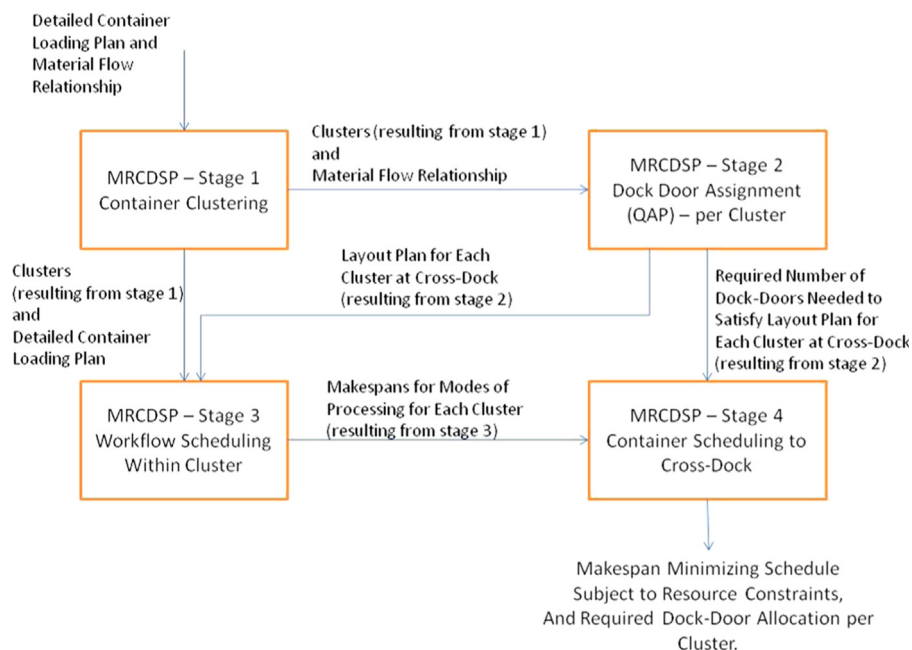 Detailed Container
Loading Plan and
Material Flow
Relationship
MRCDSP – Stage 1
Container Clustering
Clusters (resulting from stage 1)
and
Material Flow Relationship
MRCDSP – Stage 2
Dock Door Assignment
(QAP) – per Cluster
Clusters
(resulting from stage 1)
and
Detailed Container
Loading Plan
Layout Plan for Each
Cluster at Cross-Dock
(resulting from stage 2)
Required Number of
Dock-Doors Needed to
Satisfy Layout Plan for
Each Cluster at Cross-Dock
(resulting from stage 2)
MRCDSP – Stage 3
Workflow Scheduling
Within Cluster
Makespans for Modes of
Processing for Each Cluster
(resulting from stage 3)
MRCDSP – Stage 4
Container Scheduling to
Cross-Dock
Makespan Minimizing Schedule
Subject to Resource Constraints,
And Required Dock-Door Allocation per
Cluster.